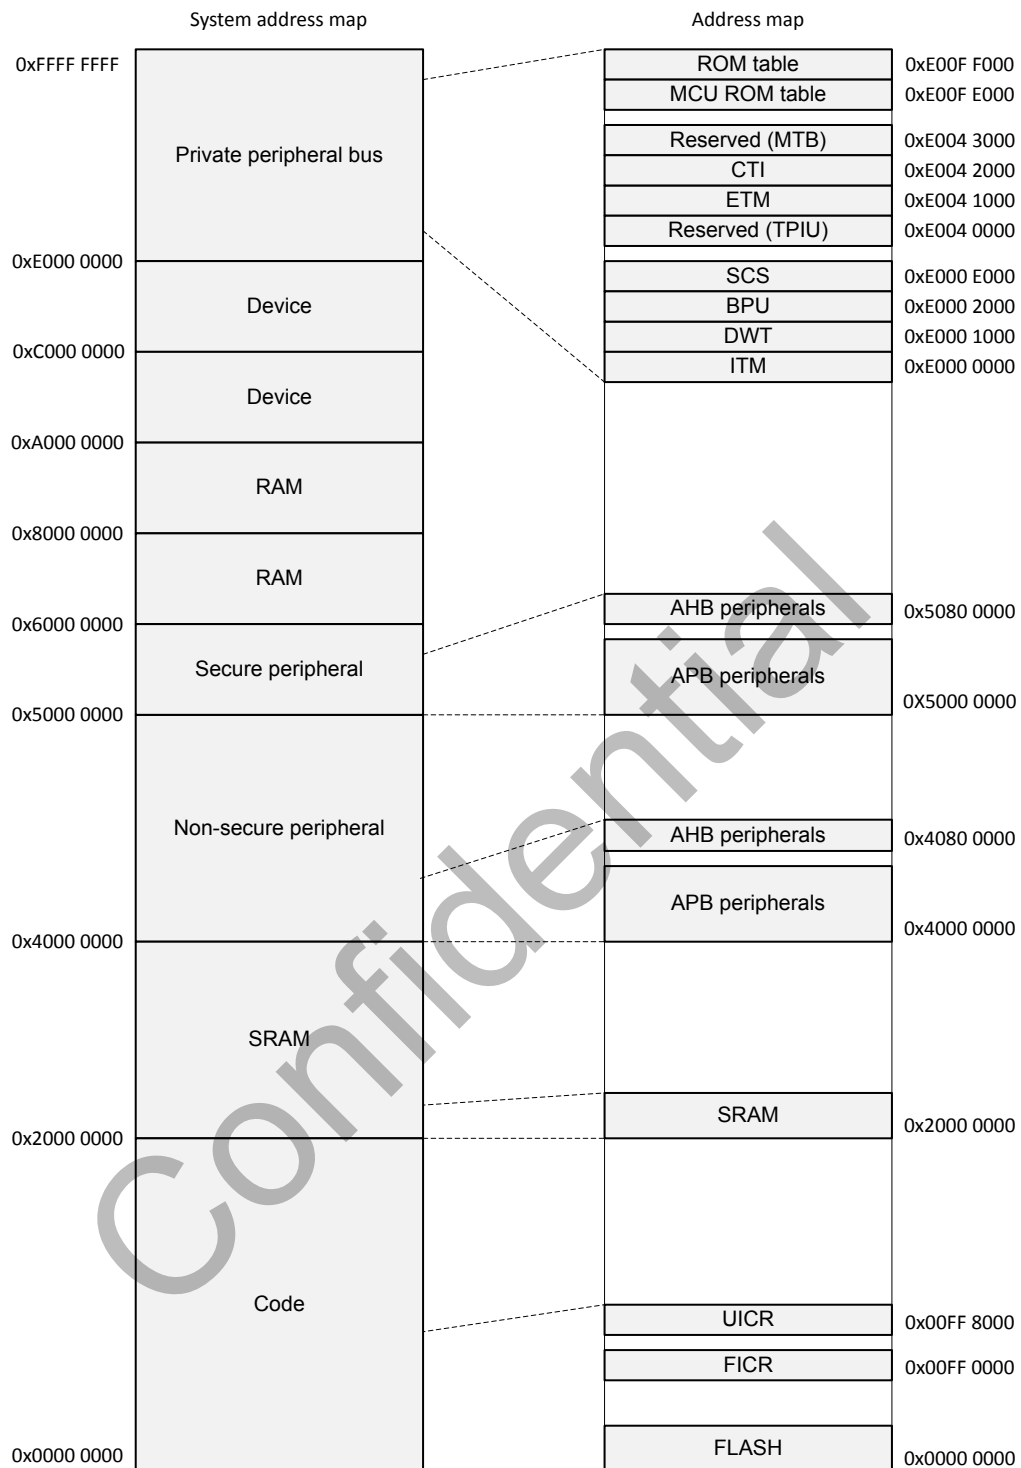 System address map
Address map
0xFFFF FFFF
Private peripheral bus
0xE000 0000
Device
0xC000 0000
Device
0xA000 0000
RAM
0x8000 0000
RAM
0x6000 0000
Secure peripheral
0x5000 0000
Non-secure peripheral
0x4000 0000
SRAM
0x2000 0000
Code
0x0000 0000
ROM table 0xE00F F000
MCU ROM table 0xE00F E000
Reserved (MTB) 0xE004 3000
CTI 0xE004 2000
ETM 0xE004 1000
Reserved (TPIU) 0xE004 0000
SCS 0xE000 E000
BPU 0xE000 2000
DWT 0xE000 1000
ITM 0xE000 0000
AHB peripherals 0x5080 0000
APB peripherals 0X5000 0000
AHB peripherals 0x4080 0000
APB peripherals 0x4000 0000
SRAM 0x2000 0000
UICR 0x00FF 8000
FICR 0x00FF 0000
FLASH 0x0000 0000
Confidential